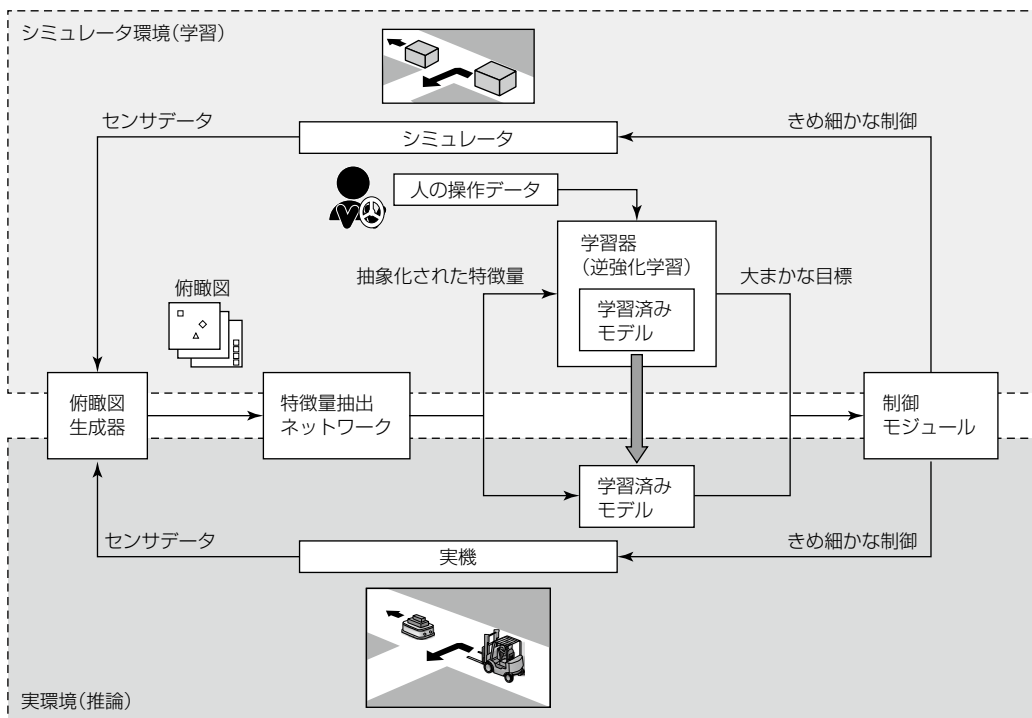 シミュレータ環境(学習)
センサデータ
きめ細かな制御
シミュレータ
人の操作データ
学習器
(逆強化学習)
抽象化された特徴量
大まかな目標
俯瞰図
学習済み
モデル
俯瞰図
生成器
特徴量抽出
ネットワーク
制御
モジュール
学習済み
モデル
センサデータ
きめ細かな制御
実機
実環境(推論)